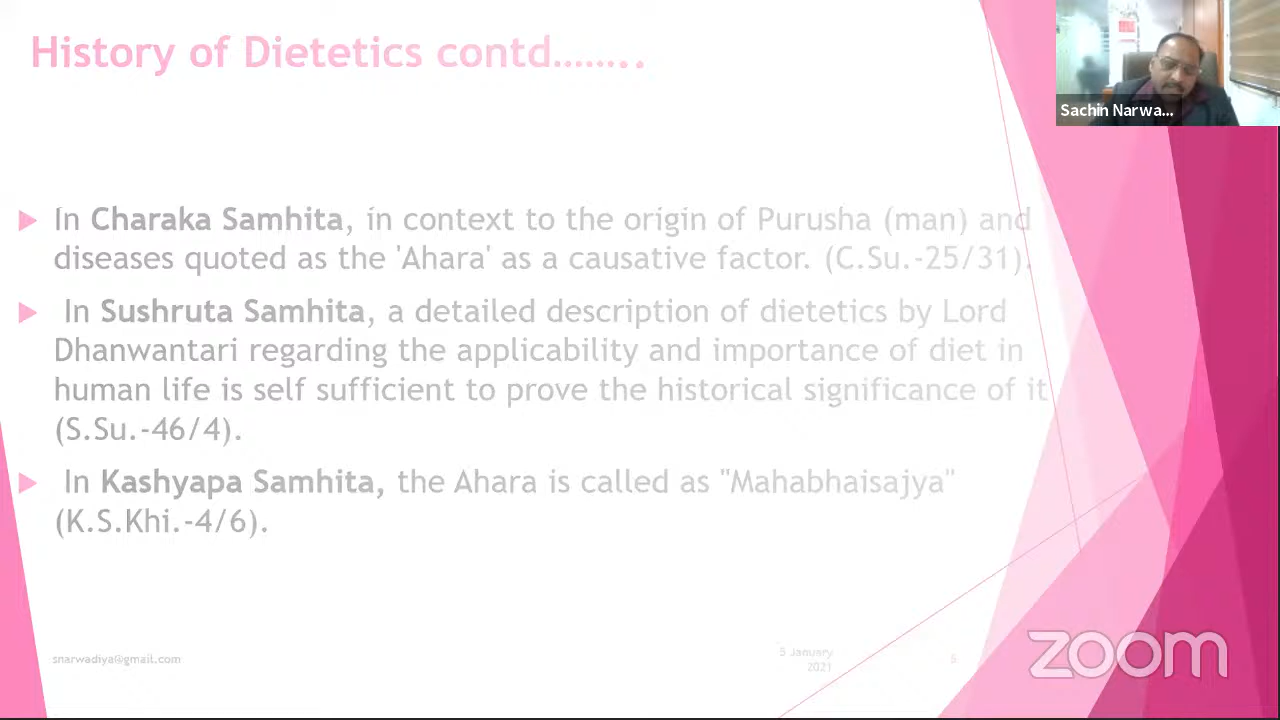 History of Dietetics contd……..
Sachin Narwa...
In Charaka Samhita, in context to the origin of Purusha (man) and
diseases quoted as the 'Ahara' as a causative factor. (C.Su.-25/31).
In Sushruta Samhita, a detailed description of dietetics by Lord
Dhanwantari regarding the applicability and importance of diet in
human life is self sufficient to prove the historical significance of it
(S.Su.-46/4).
In Kashyapa Samhita, the Ahara is called as "Mahabhaisajya"
(K.S.Khi.-4/6).
snarwadiya@gmail.com
5 January
2021
zoom